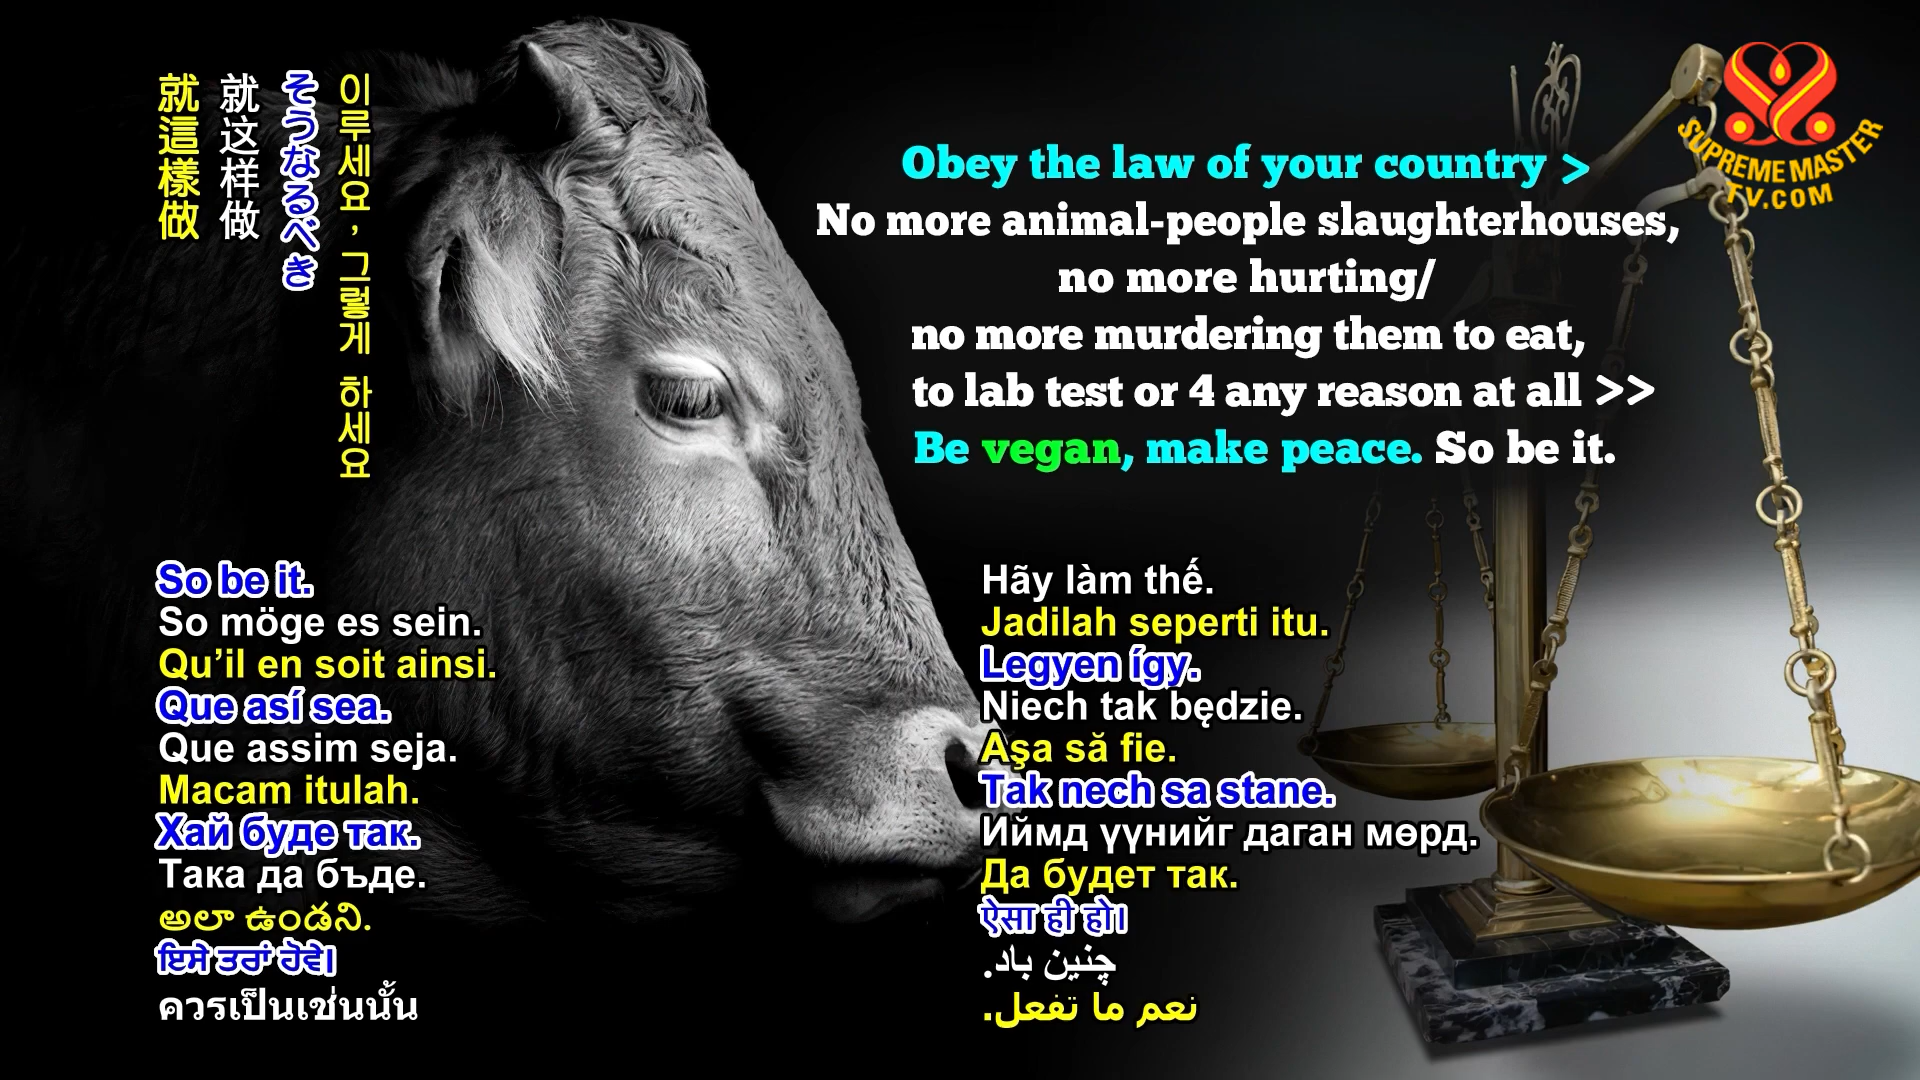 就這樣做
就这样做
そうなるべき
이루세요, 그렇게 하세요
SUPREME MASTER
TV.COM
Obey the law of your country >
No more animal-people slaughterhouses,
no more hurting/
no more murdering them to eat,
to lab test or 4 any reason at all >>
Be vegan, make peace. So be it.
So be it.
So möge es sein.
Qu’il en soit ainsi.
Que así sea.
Que assim seja.
Macam itulah.
Хай буде так.
Така да бъде.
అలా ఉండని.
ਇਸੇ ਤਰਾਂ ਹੋਵੇ।
ควรเป็นเช่นนั้น
Hãy làm thế.
Jadilah seperti itu.
Legyen így.
Niech tak będzie.
Aşa să fie.
Tak nech sa stane.
Иймд үүнийг даган мөрд.
Да будет так.
ऐसा ही हो।
چنین باد.
نعم ما تفعل.